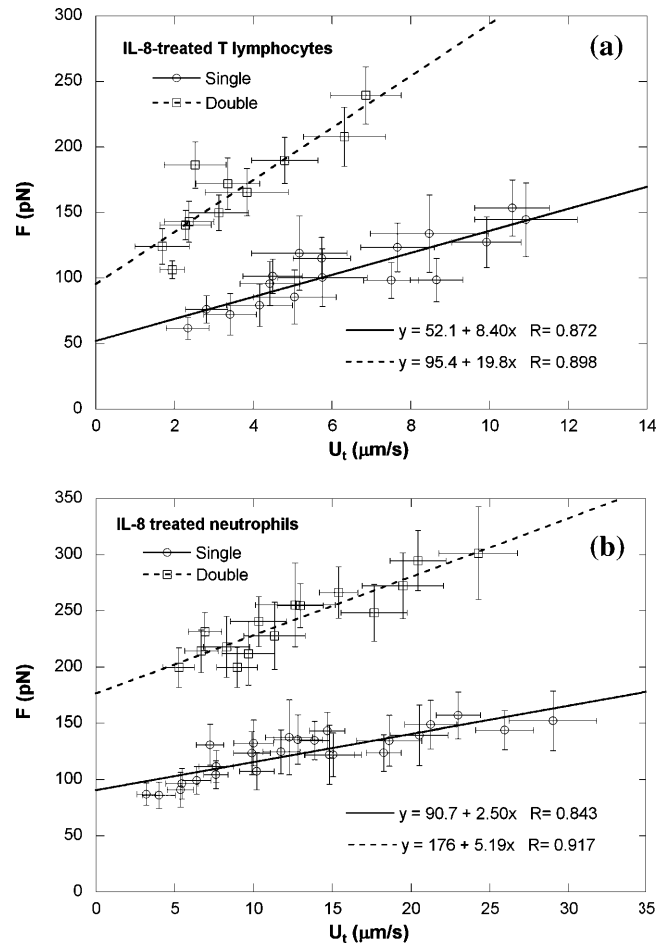 300
250
200
150
100
50
0
F (pN)
IL-8-treated T lymphocytes
(a)
Single
Double
y = 52.1 + 8.40x R= 0.872
y = 95.4 + 19.8x R= 0.898
0 2 4 6 8 10 12 14
Ut (μm/s)
350
300
250
200
150
100
50
0
F (pN)
IL-8 treated neutrophils
(b)
Single
Double
y = 90.7 + 2.50x R= 0.843
y = 176 + 5.19x R= 0.917
0 5 10 15 20 25 30 35
Ut (μm/s)